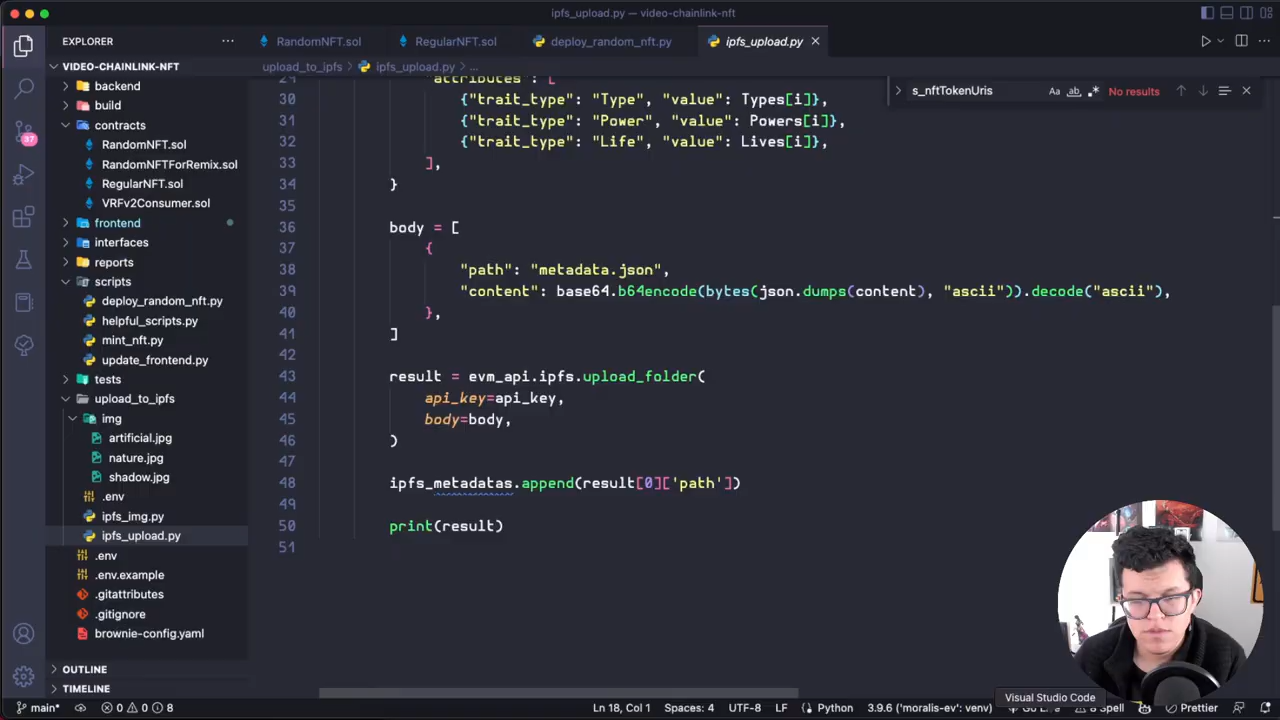 ipfs_upload.py — video-chainlink-nft
EXPLORER
RandomNFT.sol
RegularNFT.sol
deploy_random_nft.py
ipfs_upload.py
VIDEO-CHAINLINK-NFT
upload_to_ipfs > ipfs_upload.py > ...
s_nftTokenUris
Aa ab .* No results
backend
build
contracts
RandomNFT.sol
RandomNFTForRemix.sol
RegularNFT.sol
VRFv2Consumer.sol
frontend
interfaces
reports
scripts
deploy_random_nft.py
helpful_scripts.py
mint_nft.py
update_frontend.py
tests
upload_to_ipfs
img
artificial.jpg
nature.jpg
shadow.jpg
.env
ipfs_img.py
ipfs_upload.py
.env
.env.example
.gitattributes
.gitignore
brownie-config.yaml
OUTLINE
TIMELINE
37
"attributes": [
30 {"trait_type": "Type", "value": Types[i]},
31 {"trait_type": "Power", "value": Powers[i]},
32 {"trait_type": "Life", "value": Lives[i]},
33 ],
34 }
35
36 body = [
37 {
38 "path": "metadata.json",
39 "content": base64.b64encode(bytes(json.dumps(content), "ascii")).decode("ascii"),
40 },
41 ]
42
43 result = evm_api.ipfs.upload_folder(
44 api_key=api_key,
45 body=body,
46 )
47
48 ipfs_metadatas.append(result[0]['path'])
49
50 print(result)
51
Visual Studio Code
main* 0 0 8
Ln 18, Col 1
Spaces: 4
UTF-8
LF
Python
3.9.6 ('moralis-ev': venv)
Spell
Prettier